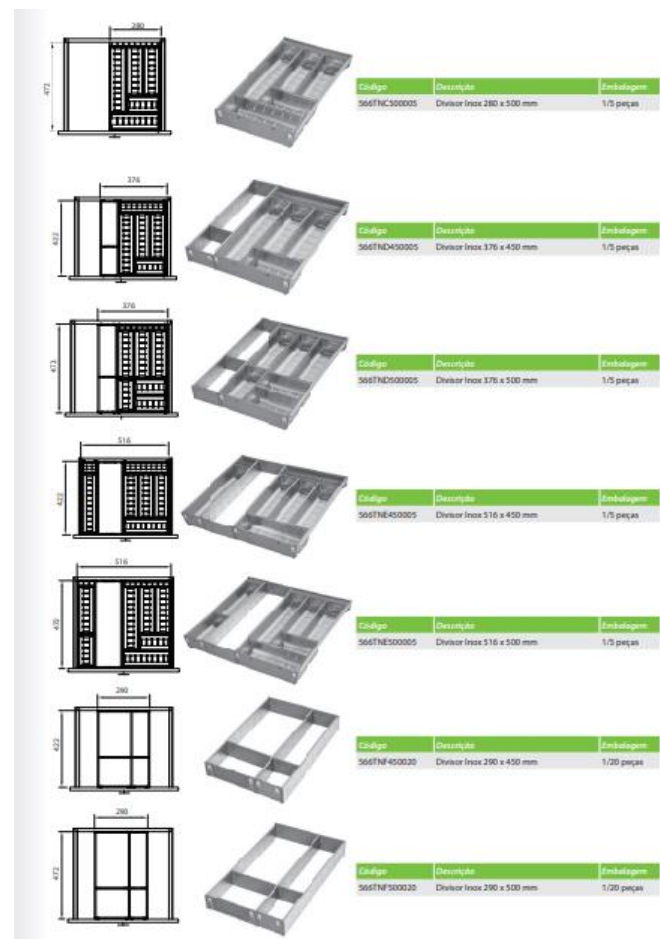 280
472
Código Descrição Embalagem
566TNC500005 Divisor Inox 280 x 500 mm 1/5 peças
376
422
Código Descrição Embalagem
566TND450005 Divisor Inox 376 x 450 mm 1/5 peças
376
472
Código Descrição Embalagem
566TND500005 Divisor Inox 376 x 500 mm 1/5 peças
516
422
Código Descrição Embalagem
566TNE450005 Divisor Inox 516 x 450 mm 1/5 peças
516
472
Código Descrição Embalagem
566TNE500005 Divisor Inox 516 x 500 mm 1/5 peças
290
422
Código Descrição Embalagem
566TNF450020 Divisor Inox 290 x 450 mm 1/20 peças
290
472
Código Descrição Embalagem
566TNF500020 Divisor Inox 290 x 500 mm 1/20 peças